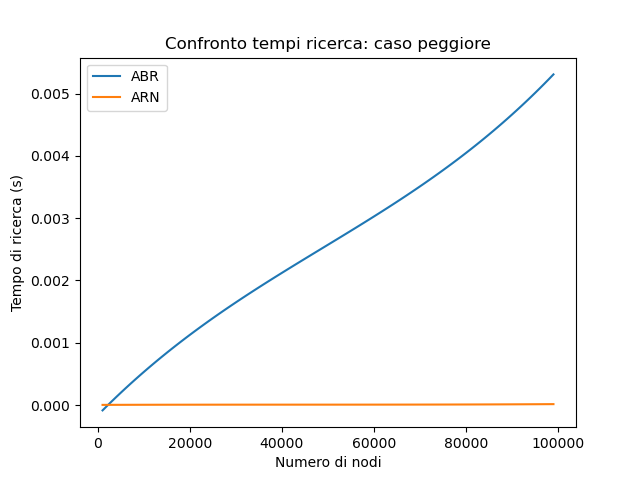 Confronto tempi ricerca: caso peggiore
ABR
ARN
Tempo di ricerca (s)
0.005
0.004
0.003
0.002
0.001
0.000
0
20000
40000
60000
80000
100000
Numero di nodi